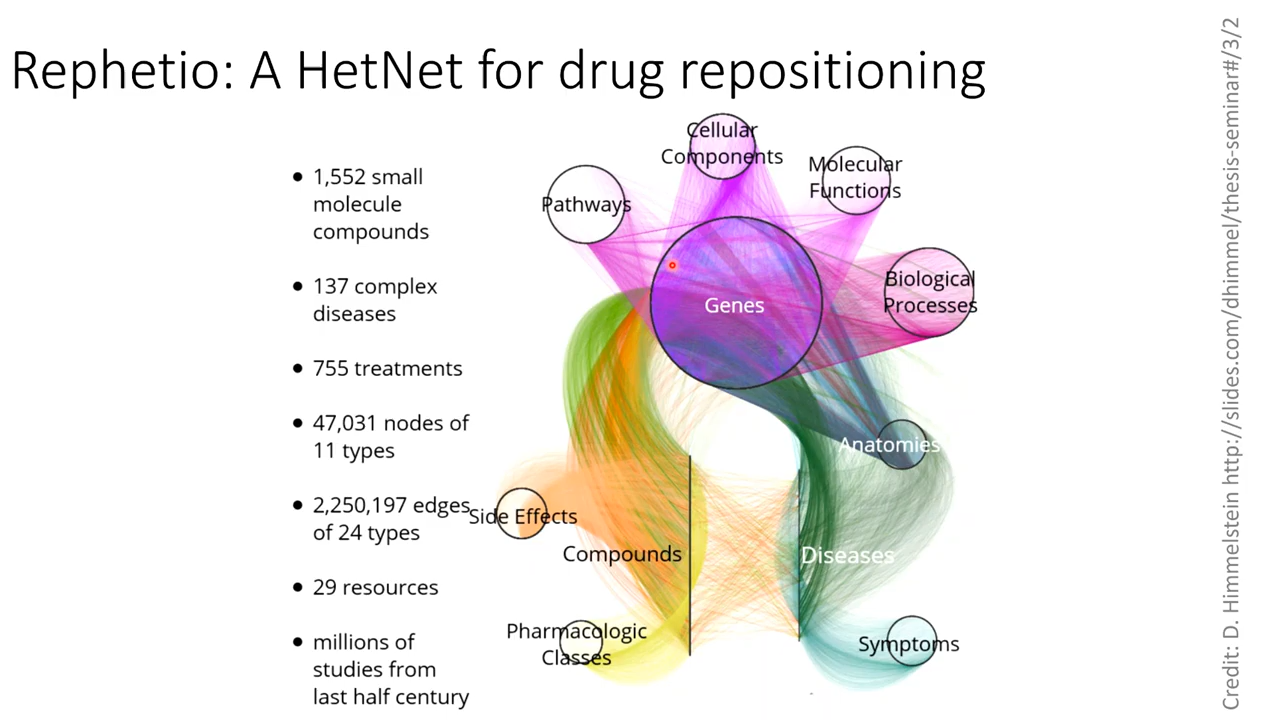 Rephetio: A HetNet for drug repositioning
• 1,552 small
molecule
compounds
• 137 complex
diseases
• 755 treatments
• 47,031 nodes of
11 types
• 2,250,197 edges
of 24 types
• 29 resources
• millions of
studies from
last half century
Cellular
Components
Molecular
Functions
Pathways
Biological
Processes
Genes
Anatomies
Side Effects
Compounds
Diseases
Pharmacologic
Classes
Symptoms
Credit: D. Himmelstein http://slides.com/dhimmel/thesis-seminar#/3/2